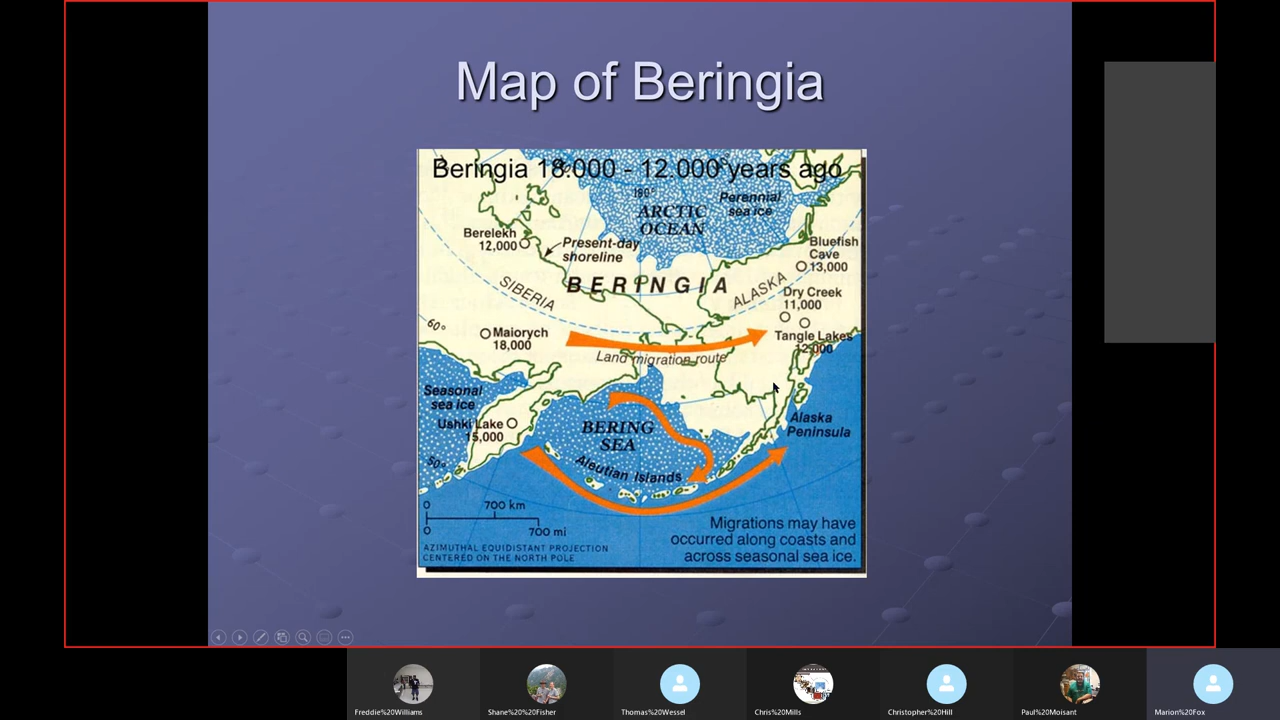 Map of Beringia
Beringia 18.000 - 12.000 years ago
180°
ARCTIC
OCEAN
Perennial
sea ice
Berelekh
12,000
Present-day
shoreline
Bluefish
Cave
13,000
BERINGIA
SIBERIA
ALASKA
Dry Creek
11,000
60°
Maiorych
18,000
Tangle Lakes
12,000
Land migration route
Seasonal
sea ice
Ushki Lake
15,000
BERING
SEA
Alaska
Peninsula
50°
Aleutian Islands
0 700 km
0 700 mi
Migrations may have
occurred along coasts and
across seasonal sea ice.
AZIMUTHAL EQUIDISTANT PROJECTION
CENTERED ON THE NORTH POLE
Freddie%20Williams
Shane%20%20Fisher
Thomas%20Wessel
Chris%20Mills
Christopher%20Hill
Paul%20Moisant
Marion%20Fox